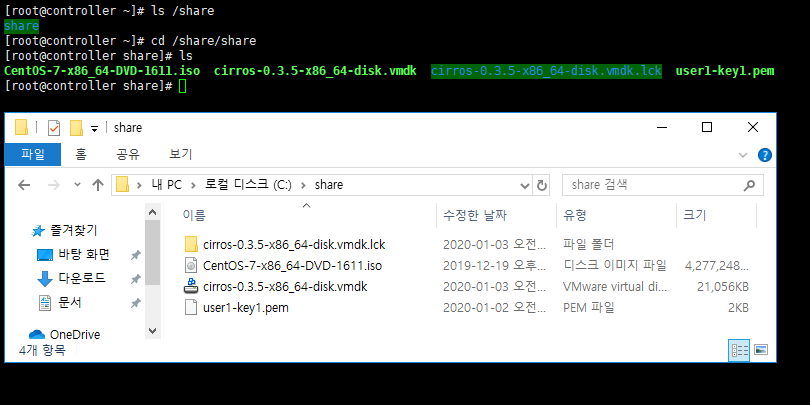 [root@controller ~]# ls /share
share
[root@controller ~]# cd /share/share
[root@controller share]# ls
CentOS-7-x86_64-DVD-1611.iso cirros-0.3.5-x86_64-disk.vmdk cirros-0.3.5-x86_64-disk.vmdk.lck user1-key1.pem
[root@controller share]#
share
파일 홈 공유 보기
내 PC 로컬 디스크 (C:) share share 검색
이름 수정한 날짜 유형 크기
즐겨찾기
바탕 화면
다운로드
문서
OneDrive
cirros-0.3.5-x86_64-disk.vmdk.lck 2020-01-03 오전... 파일 폴더
CentOS-7-x86_64-DVD-1611.iso 2019-12-19 오후... 디스크 이미지 파일 4,277,248...
cirros-0.3.5-x86_64-disk.vmdk 2020-01-03 오전... VMware virtual di... 21,056KB
user1-key1.pem 2020-01-02 오전... PEM 파일 2KB
4개 항목